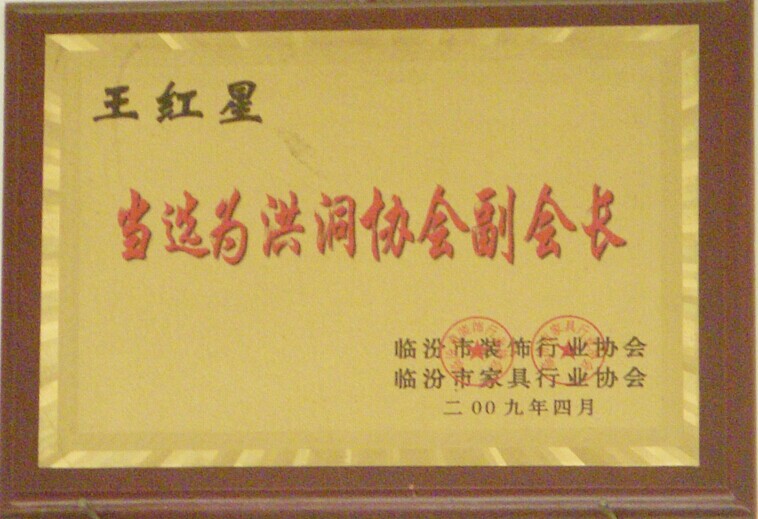 王红星
当选为洪洞协会副会长
临汾市装饰行业协会
临汾市家具行业协会
二00九年四月